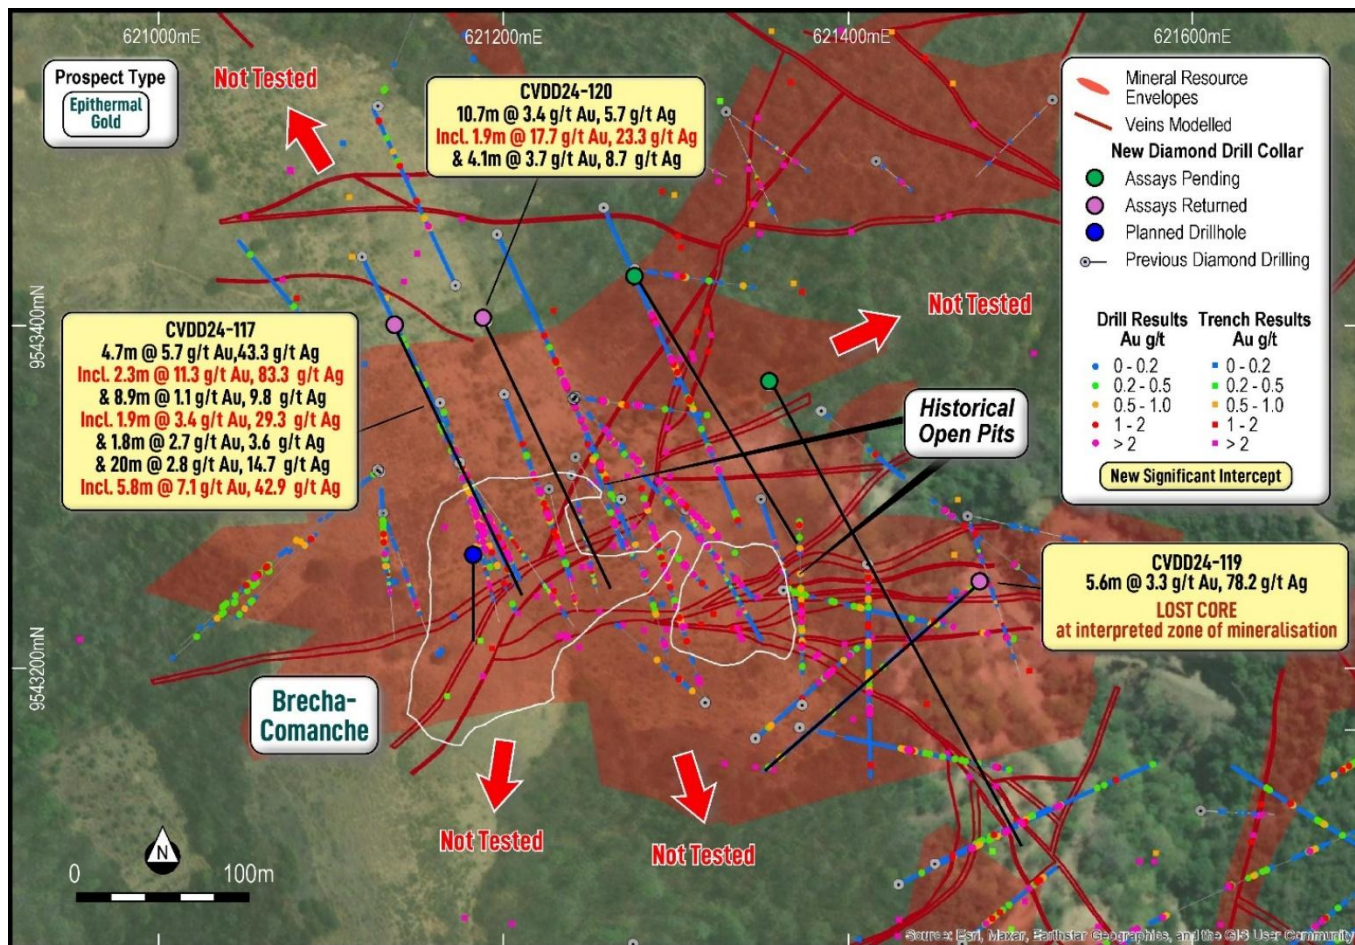 621000mE
621200mE
621400mE
621600mE
Prospect Type
Epithermal
Gold
Not Tested
CVDD24-120
10.7m @ 3.4 g/t Au, 5.7 g/t Ag
Incl. 1.9m @ 17.7 g/t Au, 23.3 g/t Ag
& 4.1m @ 3.7 g/t Au, 8.7 g/t Ag
Mineral Resource
Envelopes
Veins Modelled
New Diamond Drill Collar
Assays Pending
Assays Returned
Planned Drillhole
Previous Diamond Drilling
Drill Results
Au g/t
0 - 0.2
0.2 - 0.5
0.5 - 1.0
1 - 2
> 2
Trench Results
Au g/t
0 - 0.2
0.2 - 0.5
0.5 - 1.0
1 - 2
> 2
New Significant Intercept
9543400mN
Not Tested
CVDD24-117
4.7m @ 5.7 g/t Au,43.3 g/t Ag
Incl. 2.3m @ 11.3 g/t Au, 83.3 g/t Ag
& 8.9m @ 1.1 g/t Au, 9.8 g/t Ag
Incl. 1.9m @ 3.4 g/t Au, 29.3 g/t Ag
& 1.8m @ 2.7 g/t Au, 3.6 g/t Ag
& 20m @ 2.8 g/t Au, 14.7 g/t Ag
Incl. 5.8m @ 7.1 g/t Au, 42.9 g/t Ag
Historical
Open Pits
CVDD24-119
5.6m @ 3.3 g/t Au, 78.2 g/t Ag
LOST CORE
at interpreted zone of mineralisation
9543200mN
Brecha-
Comanche
Not Tested
Not Tested
N
0
100m
Source: Esri, Maxar, Earthstar Geographics, and the GIS User Community